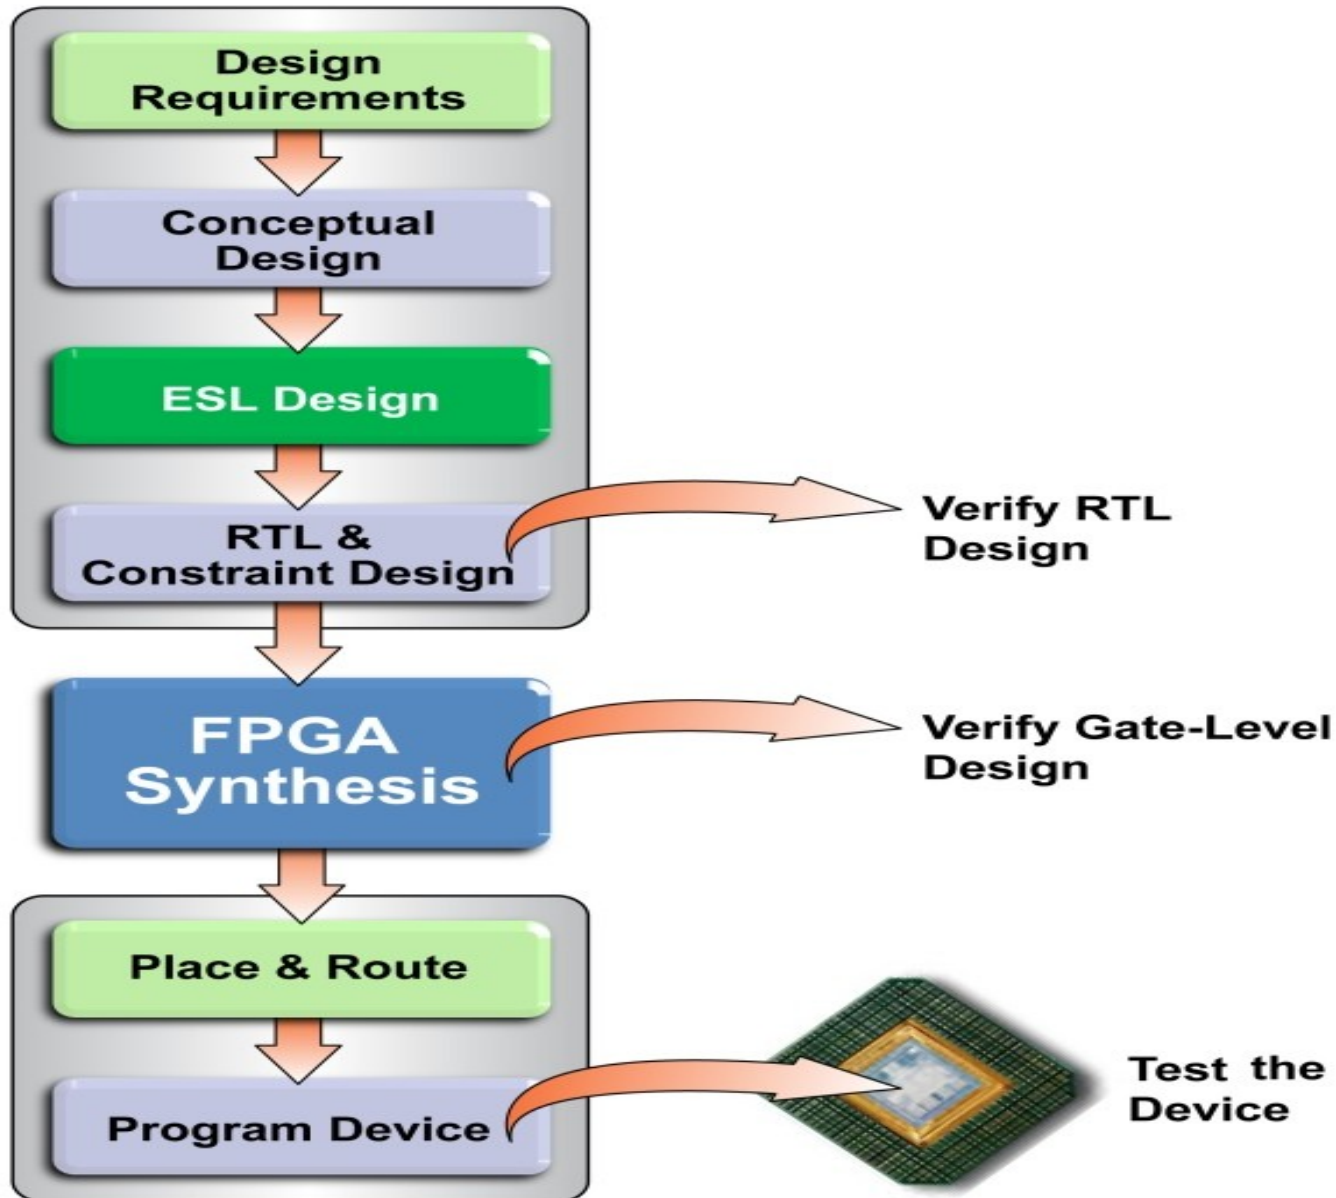 Design
Requirements
Conceptual
Design
ESL Design
RTL &
Constraint Design
Verify RTL
Design
FPGA
Synthesis
Verify Gate-Level
Design
Place & Route
Program Device
Test the
Device